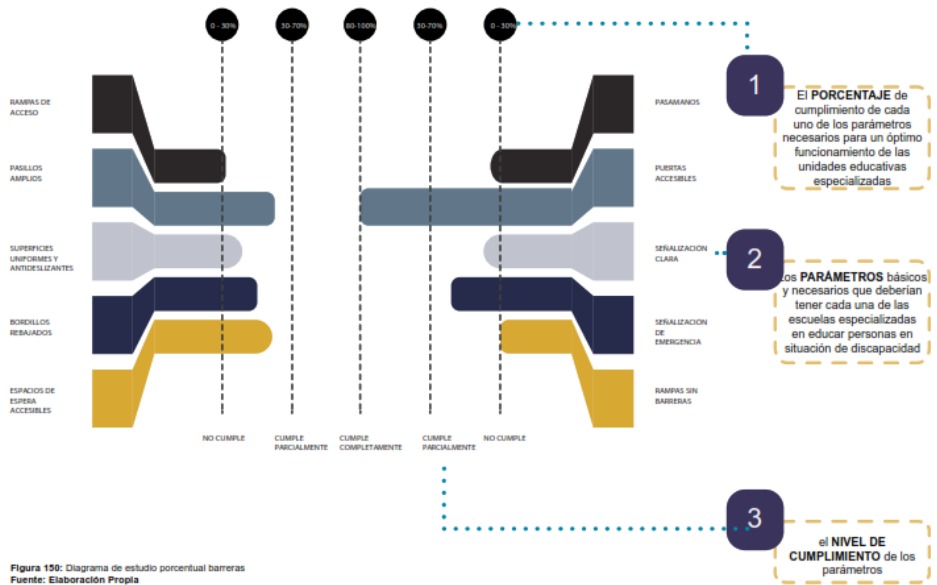 0 - 30%
30-70%
80-100%
30-70%
0 - 30%
RAMPAS DE
ACCESO
PASILLOS
AMPLIOS
SUPERFICIES
UNIFORMES Y
ANTIDESLIZANTES
BORDILLOS
REBAJADOS
ESPACIOS DE
ESPERA
ACCESIBLES
PASAMANOS
PUERTAS
ACCESIBLES
SEÑALIZACION
CLARA
SEÑALIZACION
DE
EMERGENCIA
RAMPAS SIN
BARRERAS
NO CUMPLE
CUMPLE
PARCIALMENTE
CUMPLE
COMPLETAMENTE
CUMPLE
PARCIALMENTE
NO CUMPLE
1
El PORCENTAJE de
cumplimiento de cada
uno de los parámetros
necesarios para un óptimo
funcionamiento de las
unidades educativas
especializadas
2
Los PARÁMETROS básicos
y necesarios que deberían
tener cada una de las
escuelas especializadas
en educar personas en
situación de discapacidad
3
el NIVEL DE
CUMPLIMIENTO de los
parámetros
Figura 150: Diagrama de estudio porcentual barreras
Fuente: Elaboración Propia